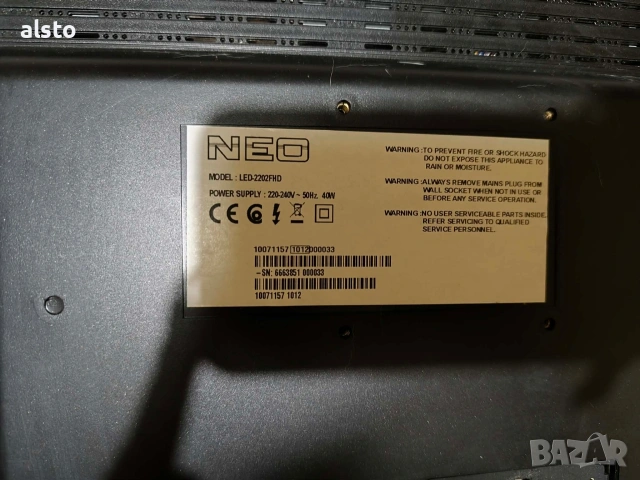 alsto
NEO
MODEL : LED-2202FHD
POWER SUPPLY : 220-240V ~ 50Hz, 40W
WARNING :TO PREVENT FIRE OR SHOCK HAZARD
DO NOT EXPOSE THIS APPLIANCE TO
RAIN OR MOISTURE.
WARNING :ALWAYS REMOVE MAINS PLUG FROM
WALL SOCKET WHEN NOT IN USE OR
BEFORE ANY SERVICE OPERATION.
WARNING :NO USER SERVICEABLE PARTS INSIDE,
REFER SERVICING TO QUALIFIED
SERVICE PERSONNEL.
CE
10071157 1012 000033
-SN: 6663851 000033
10071157 1012
BAZAR